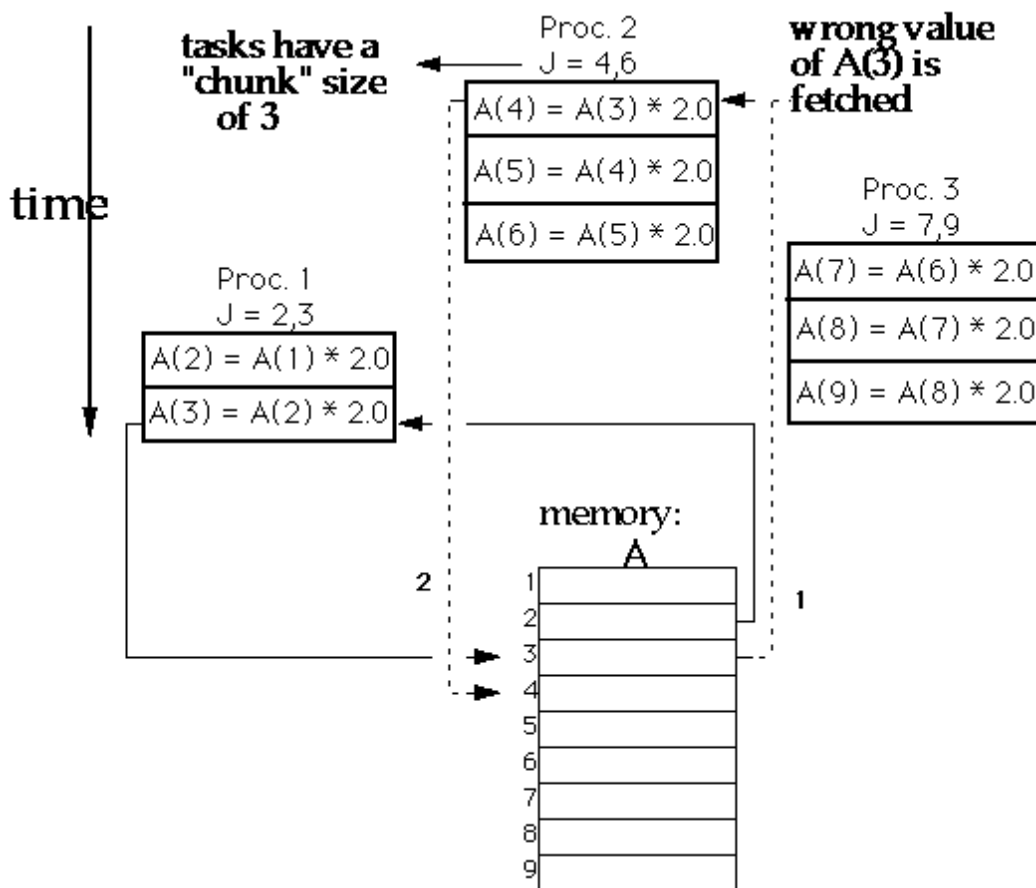 tasks have a
"chunk" size
of 3
Proc. 2
J = 4,6
A(4) = A(3) * 2.0
A(5) = A(4) * 2.0
A(6) = A(5) * 2.0
wrong value
of A(3) is
fetched
time
Proc. 3
J = 7,9
A(7) = A(6) * 2.0
A(8) = A(7) * 2.0
A(9) = A(8) * 2.0
Proc. 1
J = 2,3
A(2) = A(1) * 2.0
A(3) = A(2) * 2.0
memory:
A
2
1
1
2
3
4
5
6
7
8
9